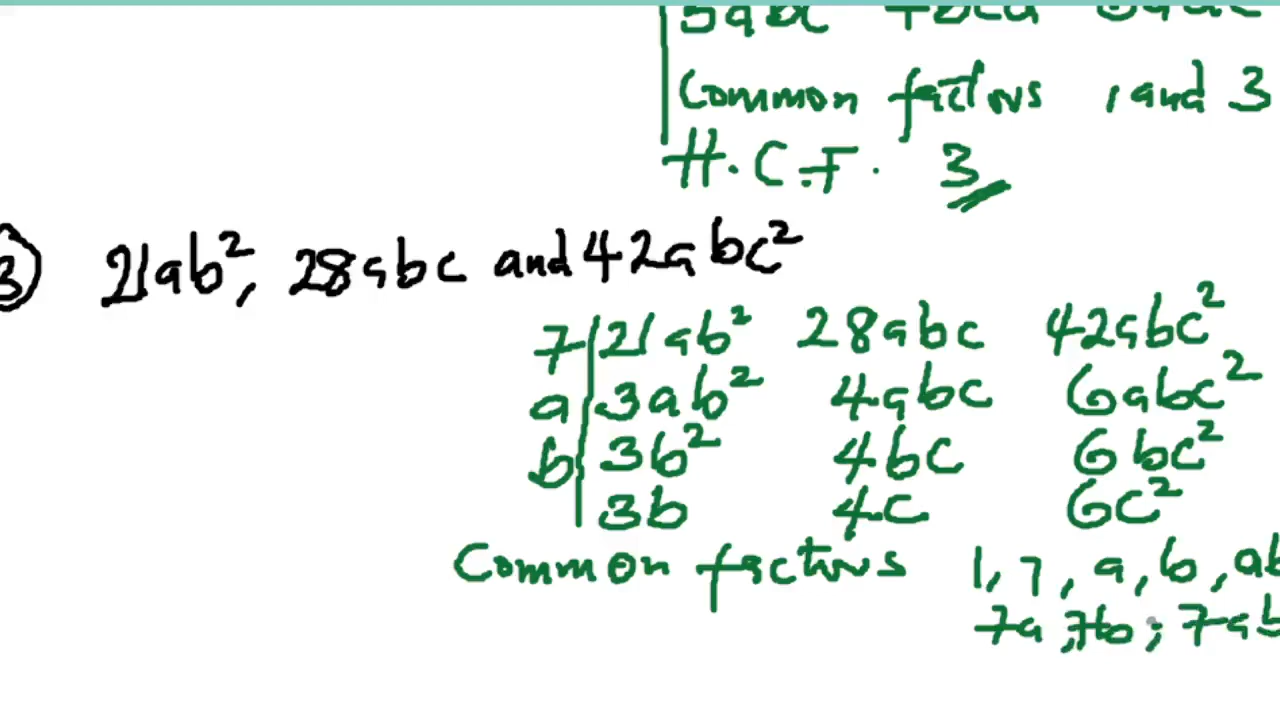 Common factors 1 and 3
H.C.F. 3
3) 21ab², 28abc and 42abc²
7 | 21ab² 28abc 42abc²
a | 3ab² 4abc 6abc²
b | 3b² 4bc 6bc²
3b 4c 6c²
Common factors 1, 7, a, b, ab
7a, 7b, 7ab